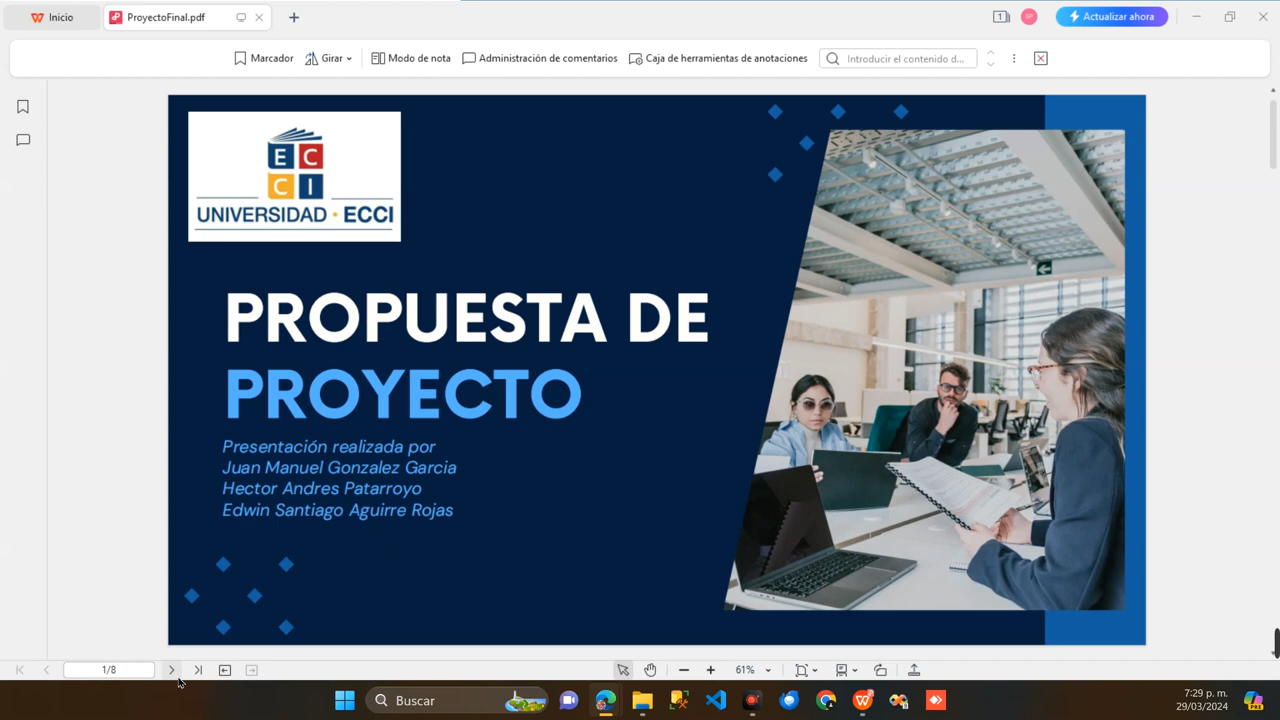 Inicio
ProyectoFinal.pdf
1
SP
Actualizar ahora
Marcador
Girar
Modo de nota
Administración de comentarios
Caja de herramientas de anotaciones
Introducir el contenido d...
E C
C I
UNIVERSIDAD · ECCI
PROPUESTA DE
PROYECTO
Presentación realizada por
Juan Manuel Gonzalez Garcia
Hector Andres Patarroyo
Edwin Santiago Aguirre Rojas
1/8
61%
Buscar
7:29 p. m.
29/03/2024